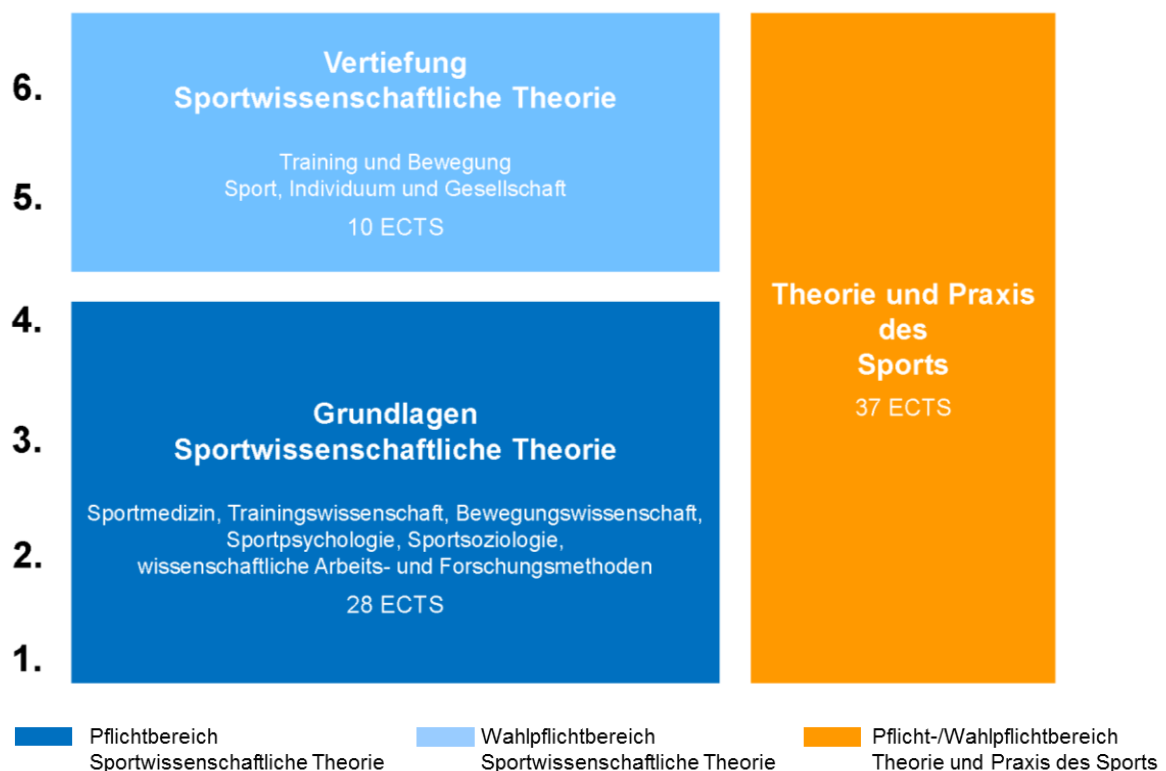 6.
5.
4.
3.
2.
1.
Vertiefung
Sportwissenschaftliche Theorie
Training und Bewegung
Sport, Individuum und Gesellschaft
10 ECTS
Grundlagen
Sportwissenschaftliche Theorie
Sportmedizin, Trainingswissenschaft, Bewegungswissenschaft,
Sportpsychologie, Sportsoziologie,
wissenschaftliche Arbeits- und Forschungsmethoden
28 ECTS
Theorie und Praxis
des
Sports
37 ECTS
Pflichtbereich
Sportwissenschaftliche Theorie
Wahlpflichtbereich
Sportwissenschaftliche Theorie
Pflicht-/Wahlpflichtbereich
Theorie und Praxis des Sports